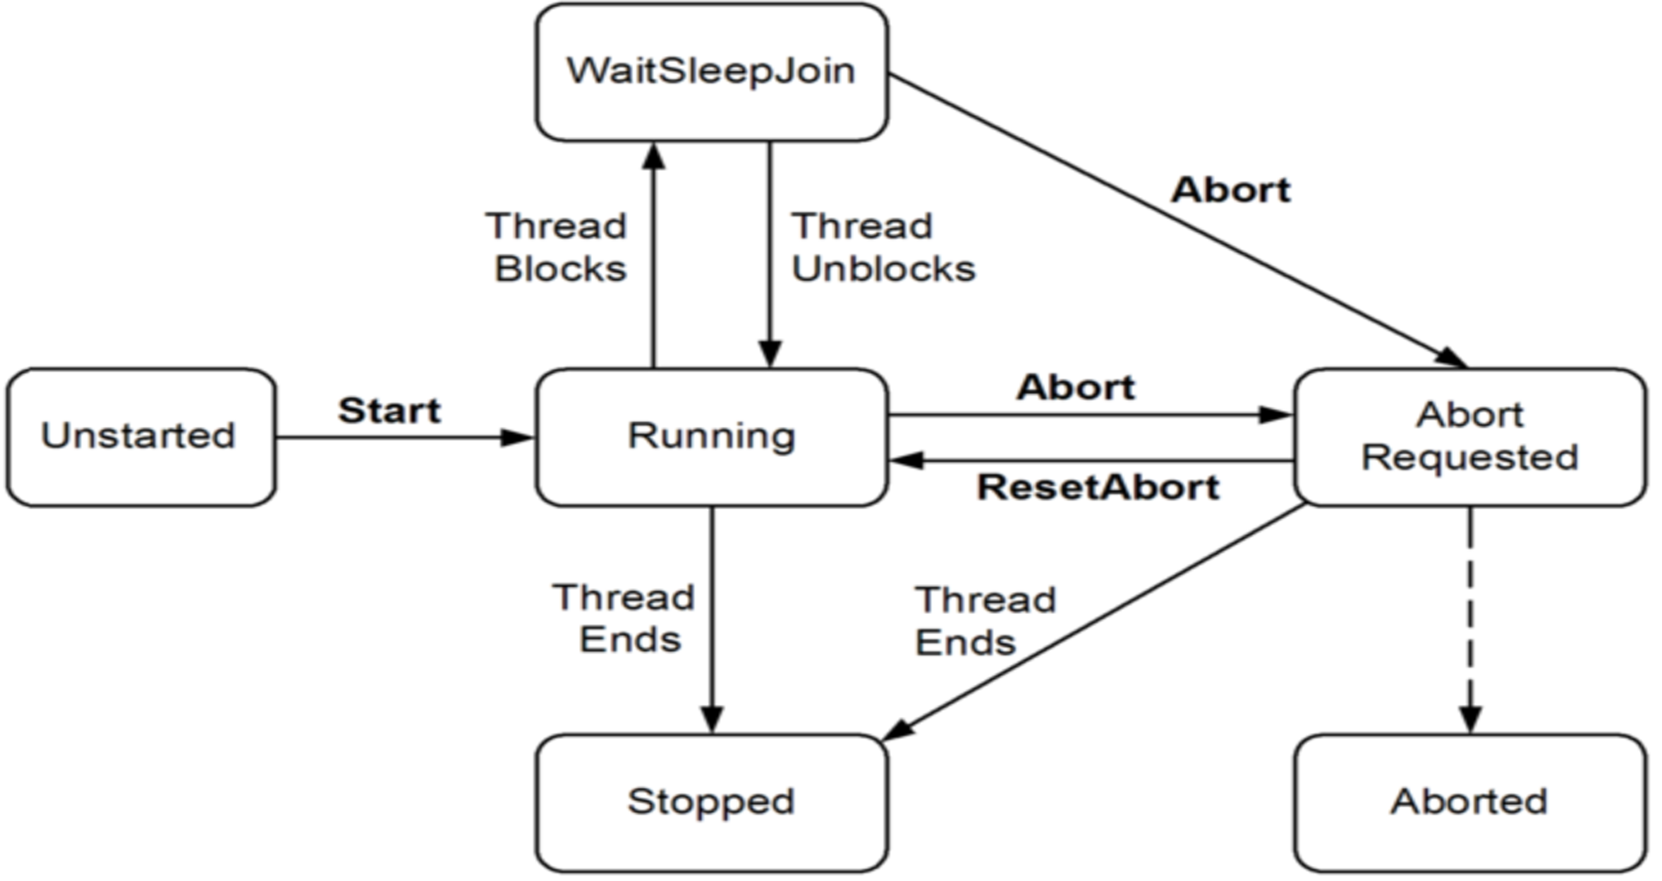 WaitSleepJoin
Abort
Thread
Blocks
Thread
Unblocks
Unstarted
Start
Running
Abort
ResetAbort
Abort
Requested
Thread
Ends
Thread
Ends
Stopped
Aborted